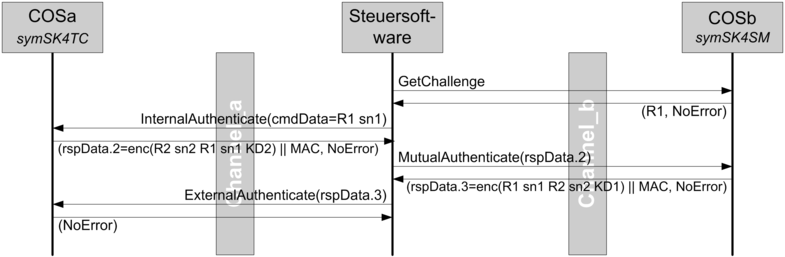 COSa
symSK4TC
Steuersoft-
ware
COSb
symSK4SM
Channel_a
Channel_b
GetChallenge
(R1, NoError)
InternalAuthenticate(cmdData=R1 sn1)
(rspData.2=enc(R2 sn2 R1 sn1 KD2) || MAC, NoError)
MutualAuthenticate(rspData.2)
(rspData.3=enc(R1 sn1 R2 sn2 KD1) || MAC, NoError)
ExternalAuthenticate(rspData.3)
(NoError)